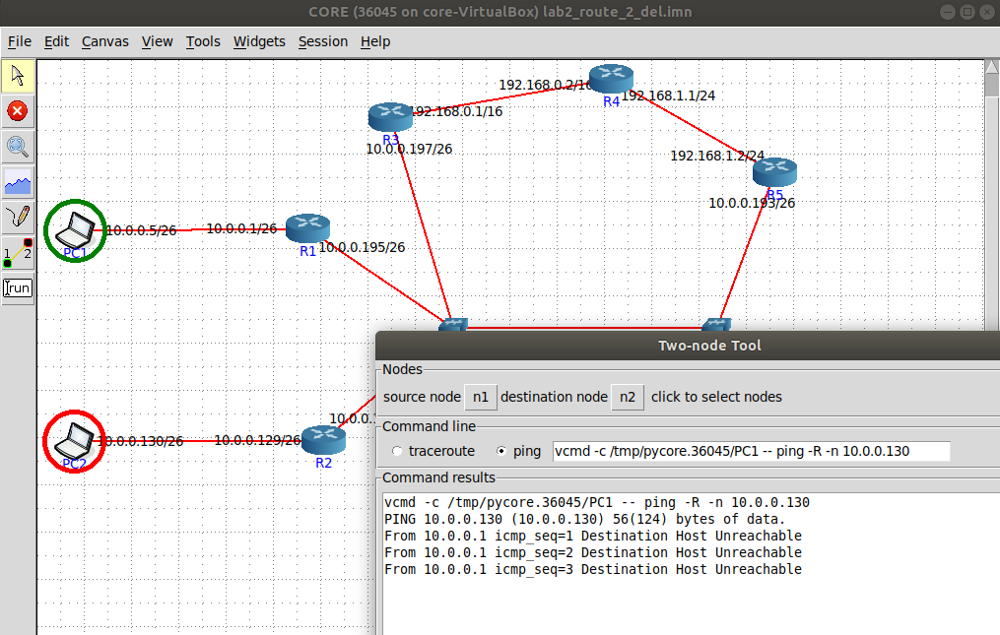 CORE (36045 on core-VirtualBox) lab2_route_2_del.imn
File Edit Canvas View Tools Widgets Session Help
192.168.0.2/16
R4
192.168.1.1/24
192.168.0.1/16
R3
10.0.0.197/26
192.168.1.2/24
R5
10.0.0.193/26
10.0.0.5/26
10.0.0.1/26
PC1
R1
10.0.0.195/26
1 2
run
Two-node Tool
Nodes
source node n1 destination node n2 click to select nodes
10.0.0.1
Command line
10.0.0.130/26
10.0.0.129/26
PC2
R2
traceroute ping vcmd -c /tmp/pycore.36045/PC1 -- ping -R -n 10.0.0.130
Command results
vcmd -c /tmp/pycore.36045/PC1 -- ping -R -n 10.0.0.130
PING 10.0.0.130 (10.0.0.130) 56(124) bytes of data.
From 10.0.0.1 icmp_seq=1 Destination Host Unreachable
From 10.0.0.1 icmp_seq=2 Destination Host Unreachable
From 10.0.0.1 icmp_seq=3 Destination Host Unreachable